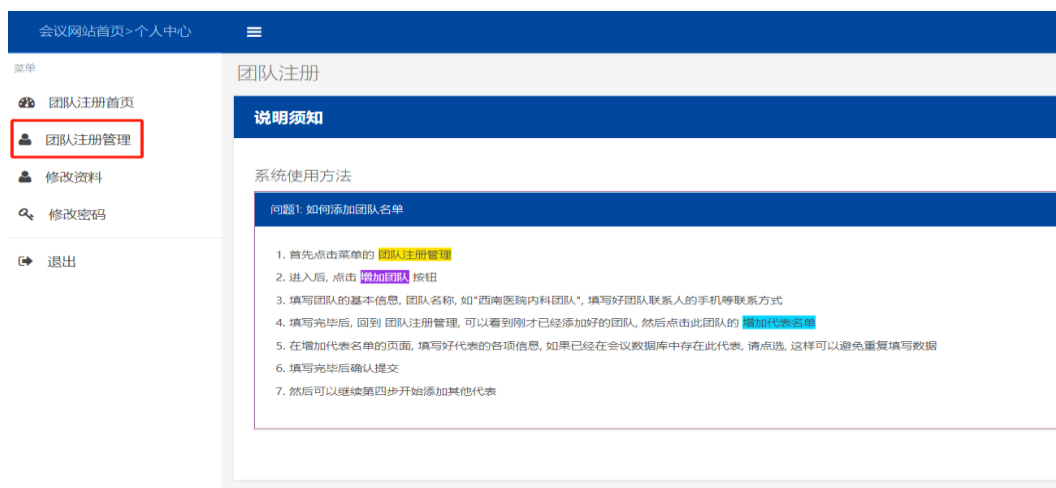 会议网站首页>个人中心
菜单
团队注册首页
团队注册管理
修改资料
修改密码
退出
团队注册
说明须知
系统使用方法
问题1: 如何添加团队名单
1. 首先点击菜单的 团队注册管理
2. 进入后, 点击 增加团队 按钮
3. 填写团队的基本信息, 团队名称, 如"西南医院内科团队", 填写好团队联系人的手机等联系方式
4. 填写完毕后, 回到 团队注册管理, 可以看到刚才已经添加好的团队, 然后点击此团队的 增加代表名单
5. 在增加代表名单的页面, 填写好代表的各项信息, 如果已经在会议数据库中存在此代表, 请点选, 这样可以避免重复填写数据
6. 填写完毕后确认提交
7. 然后可以继续第四步开始添加其他代表